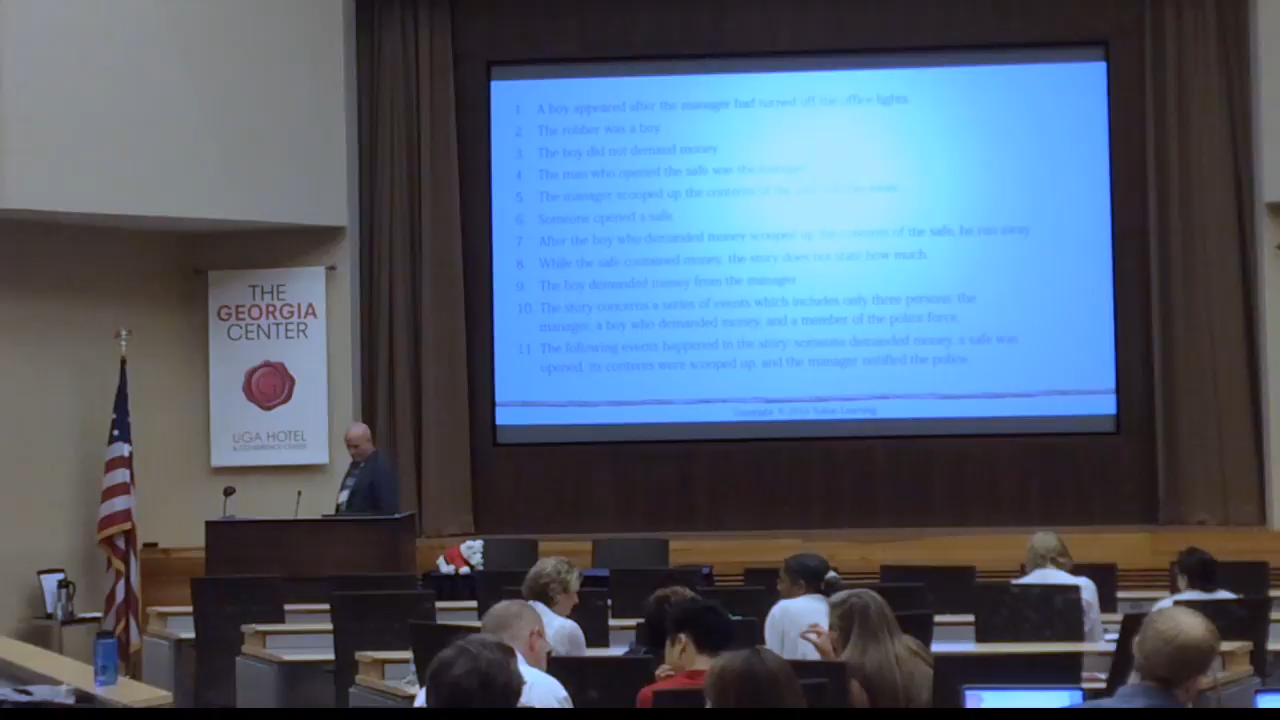 1. A boy appeared after the manager had turned off the office lights.
2. The robber was a boy.
3. The boy did not demand money.
4. The man who opened the safe was the manager.
5. The manager scooped up the contents of the
6. Someone opened a safe.
7. After the boy who demanded money scooped up the contents of the safe, he ran away.
8. While the safe contained money, the story does not state how much.
9. The boy demanded money from the manager.
10. The story concerns a series of events which includes only three persons: the
manager, a boy who demanded money, and a member of the police force.
11. The following events happened in the story: someone demanded money, a safe was
opened, its contents were scooped up, and the manager notified the police.
Copyright © Learning
THE
GEORGIA
CENTER
UGA HOTEL
& CONFERENCE CENTER